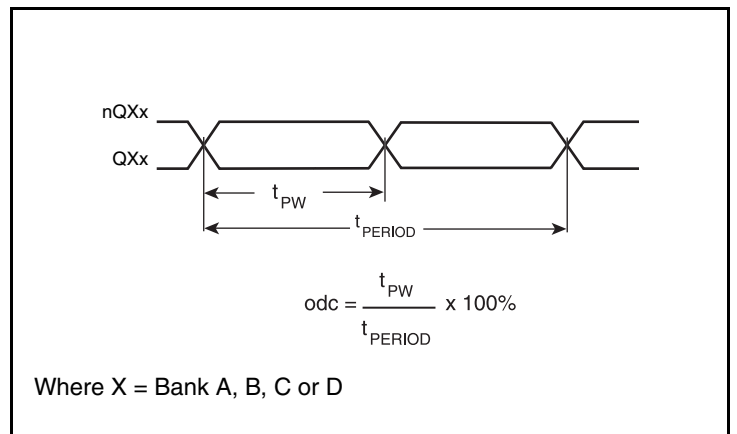 nQXx
QXx
tPW
tPERIOD
odc = tPW / tPERIOD x 100%
Where X = Bank A, B, C or D